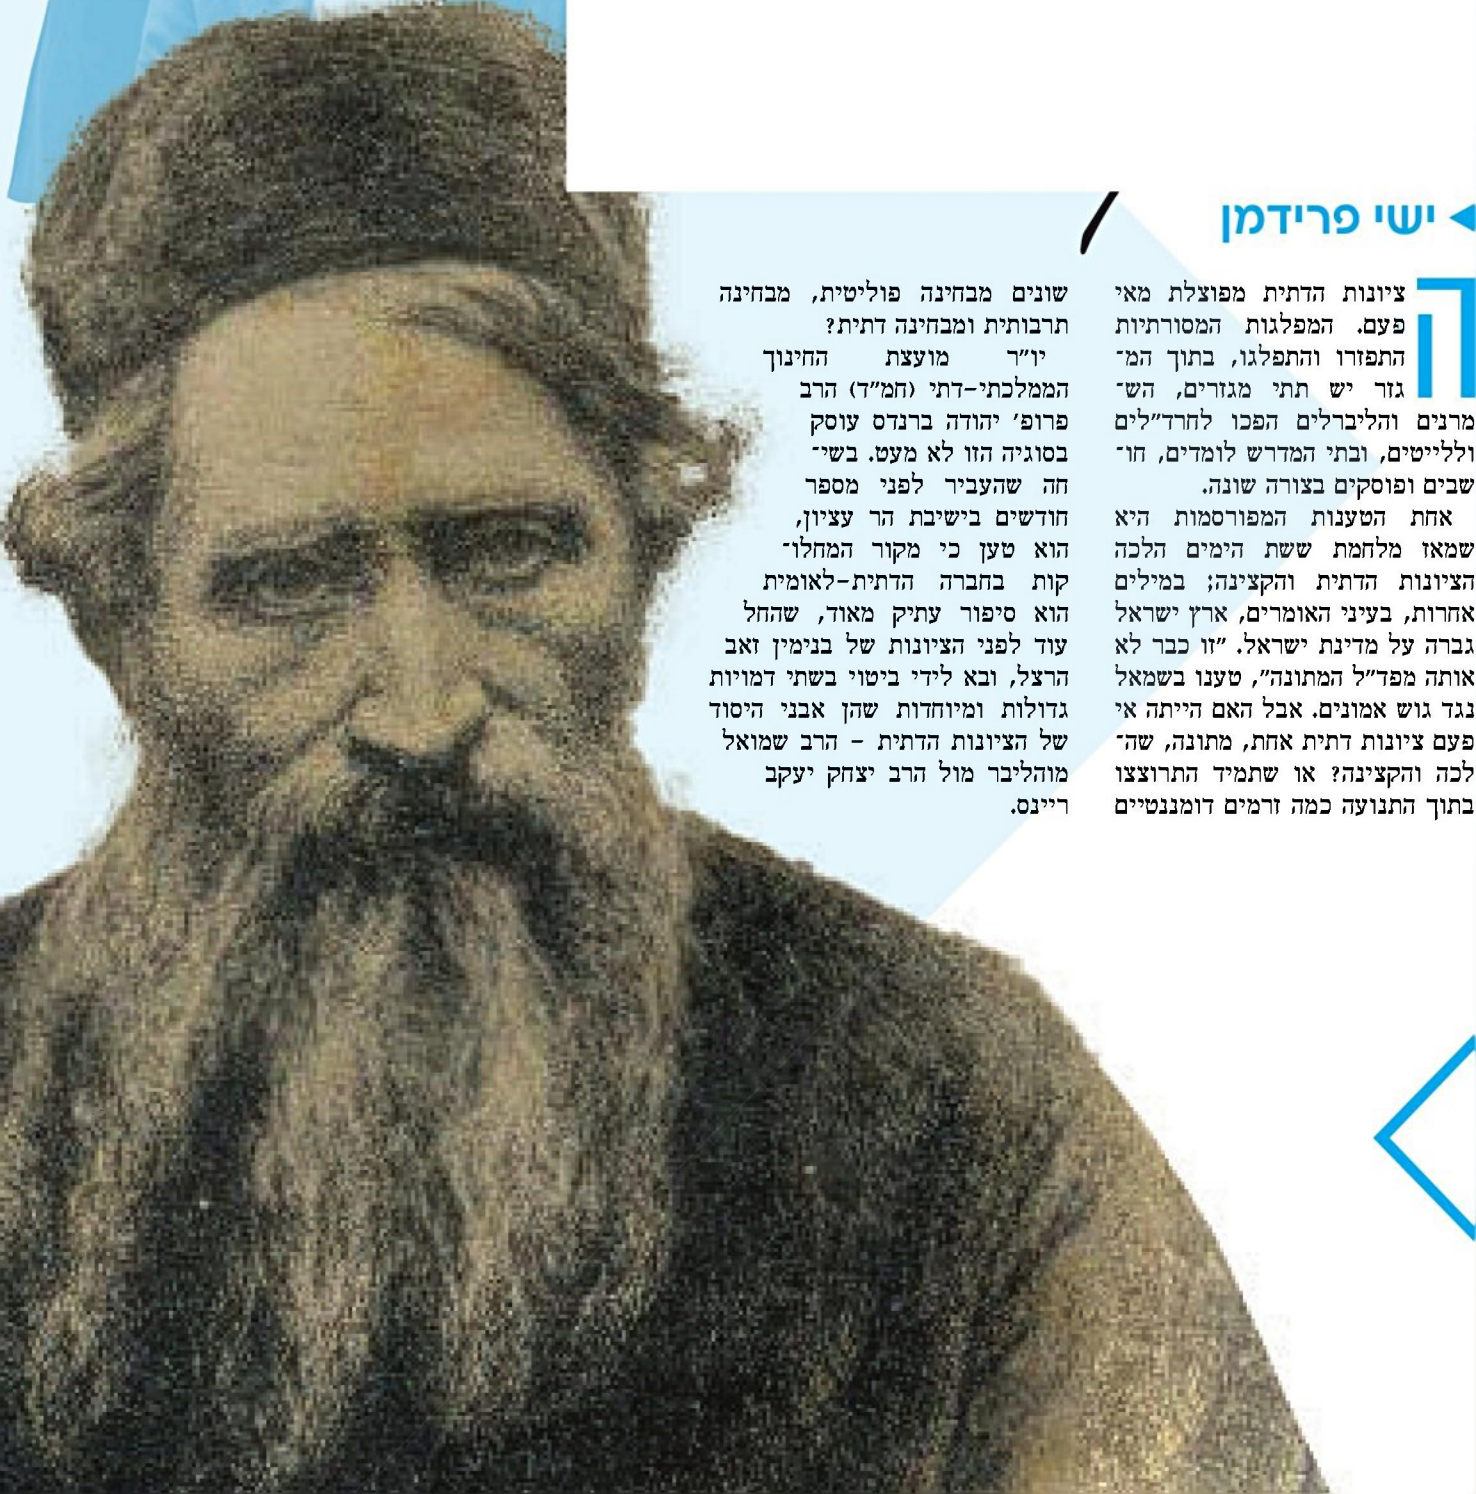 ישי פרידמן
הציונות הדתית מפוצלת מאי
פעם. המפלגות המסורתיות
התפזרו והתפלגו, בתוך המ־
גזר יש תתי מגזרים, הש־
מרנים והליברלים הפכו לחרד״לים
וללייטים, ובתי המדרש לומדים, חו־
שבים ופוסקים בצורה שונה.
אחת הטענות המפורסמות היא
שמאז מלחמת ששת הימים הלכה
הציונות הדתית והקצינה; במילים
אחרות, בעיני האומרים, ארץ ישראל
גברה על מדינת ישראל. ״זו כבר לא
אותה מפד״ל המתונה״, טענו בשמאל
נגד גוש אמונים. אבל האם הייתה אי
פעם ציונות דתית אחת, מתונה, שה־
לכה והקצינה? או שתמיד התרוצצו
בתוך התנועה כמה זרמים דומננטיים
שונים מבחינה פוליטית, מבחינה
תרבותית ומבחינה דתית?
יו״ר מועצת החינוך
הממלכתי-דתי (חמ״ד) הרב
פרופ׳ יהודה ברנדס עוסק
בסוגיה הזו לא מעט. בשי־
חה שהעביר לפני מספר
חודשים בישיבת הר עציון,
הוא טען כי מקור המחלו־
קות בחברה הדתית-לאומית
הוא סיפור עתיק מאוד, שהחל
עוד לפני הציונות של בנימין זאב
הרצל, ובא לידי ביטוי בשתי דמויות
גדולות ומיוחדות שהן אבני היסוד
של הציונות הדתית - הרב שמואל
מוהליבר מול הרב יצחק יעקב
ריינס.